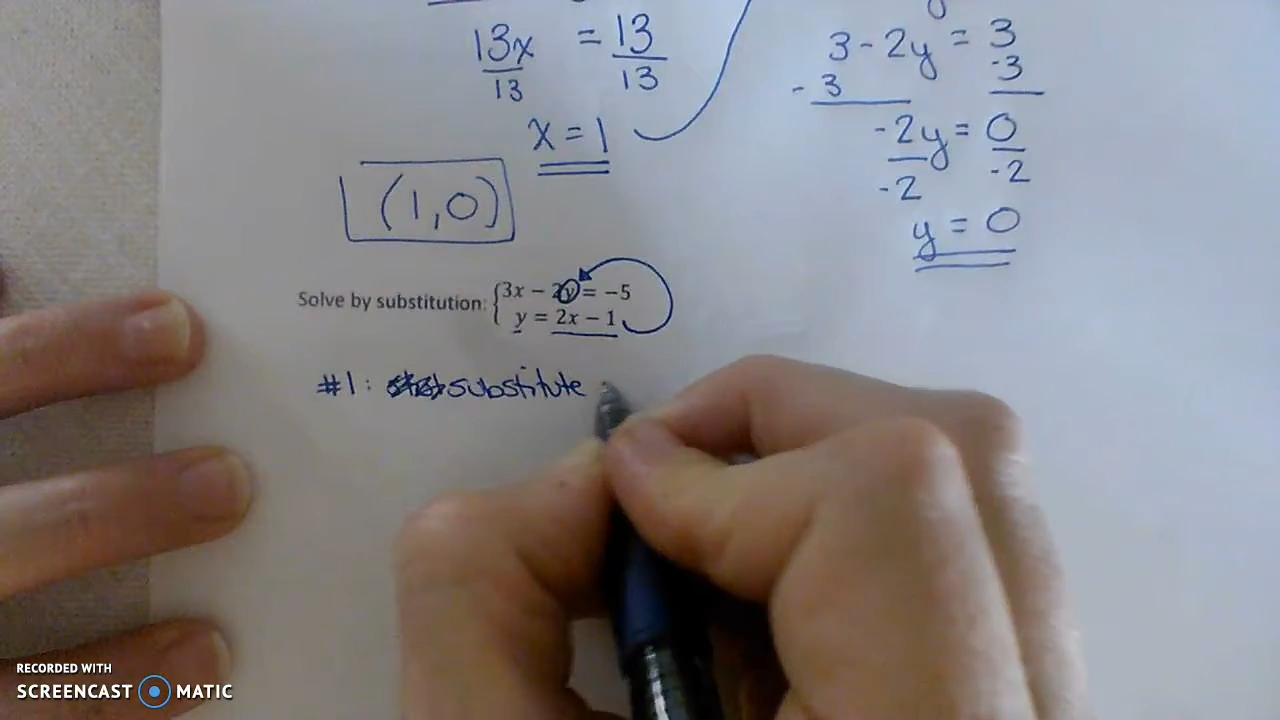 13x = 13
13 13
x = 1
(1,0)
3 - 2y = 3
- 3 -3
-2y = 0
-2 -2
y = 0
Solve by substitution: {3x − 2y = −5
y = 2x − 1
#1: substitute
RECORDED WITH
SCREENCAST MATIC